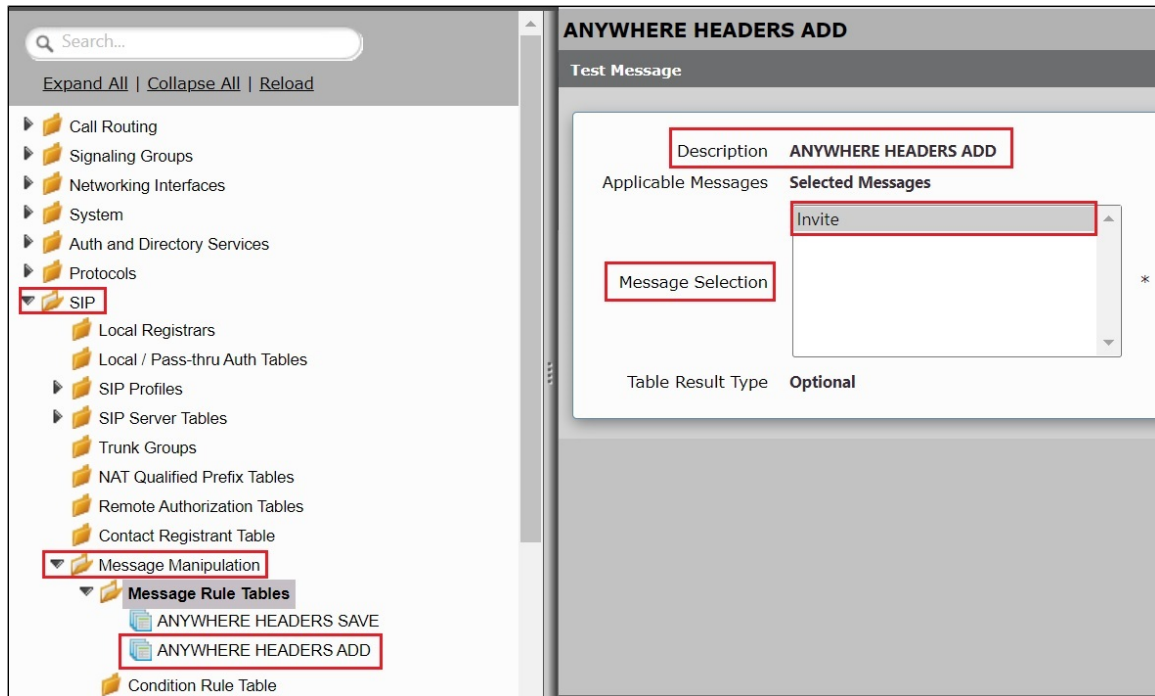 Search...
Expand All | Collapse All | Reload
Call Routing
Signaling Groups
Networking Interfaces
System
Auth and Directory Services
Protocols
SIP
Local Registrars
Local / Pass-thru Auth Tables
SIP Profiles
SIP Server Tables
Trunk Groups
NAT Qualified Prefix Tables
Remote Authorization Tables
Contact Registrant Table
Message Manipulation
Message Rule Tables
ANYWHERE HEADERS SAVE
ANYWHERE HEADERS ADD
Condition Rule Table
ANYWHERE HEADERS ADD
Test Message
Description ANYWHERE HEADERS ADD
Applicable Messages Selected Messages
Invite
Message Selection *
Table Result Type Optional